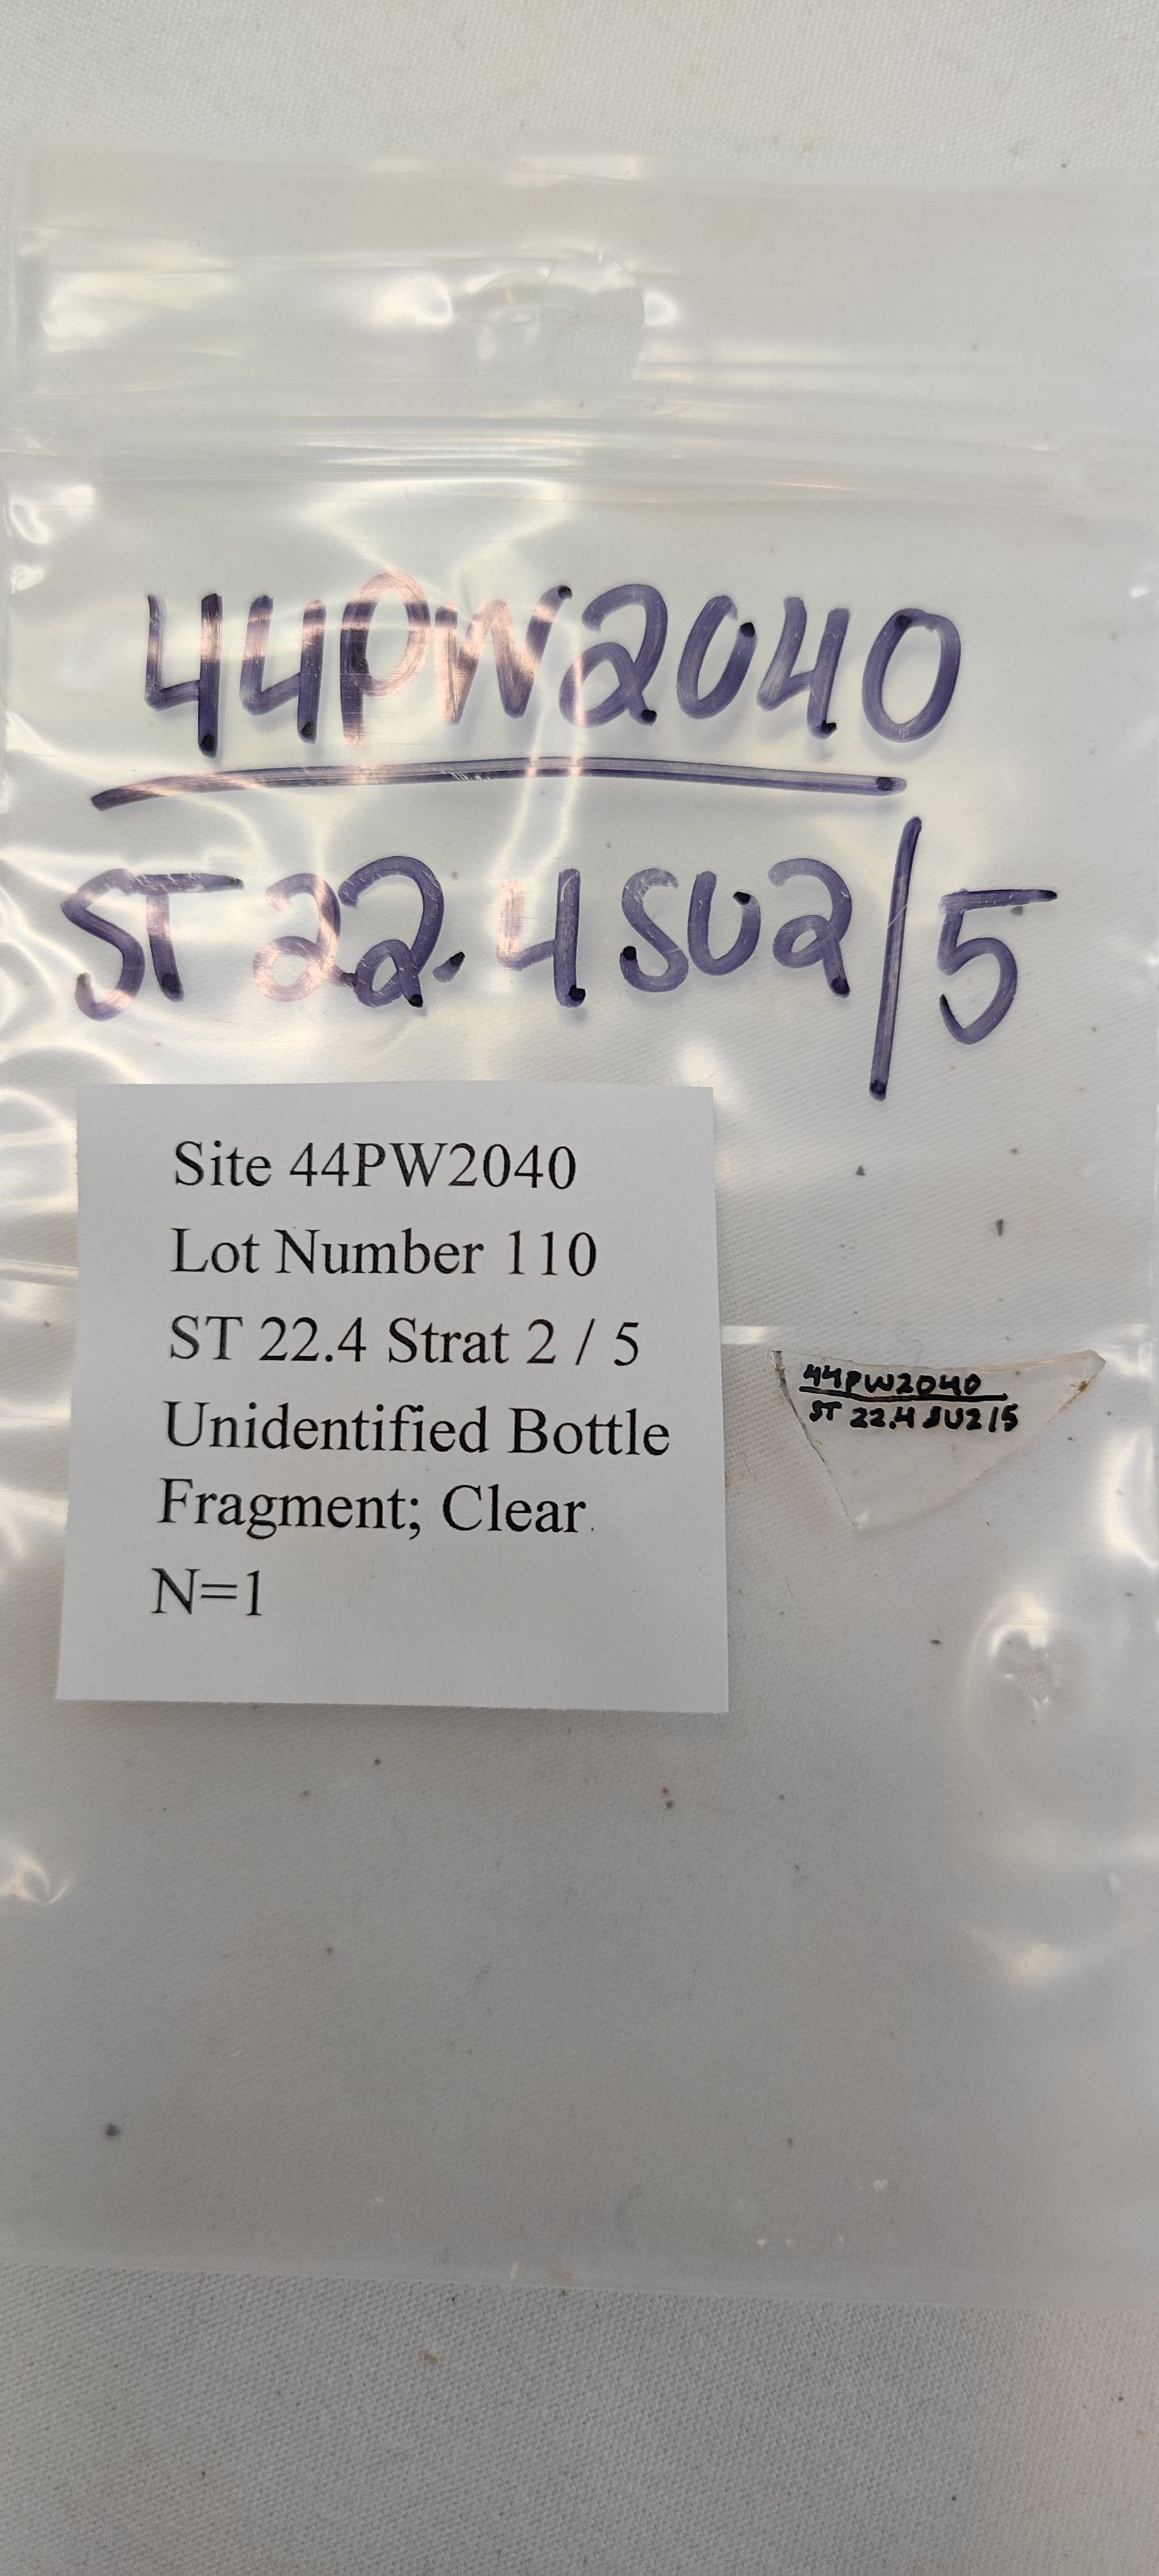 44PW2040
ST 22.4 SU2/5
Site 44PW2040
Lot Number 110
ST 22.4 Strat 2 / 5
Unidentified Bottle
Fragment; Clear
N=1
44PW2040
ST 22.4 SU2/5